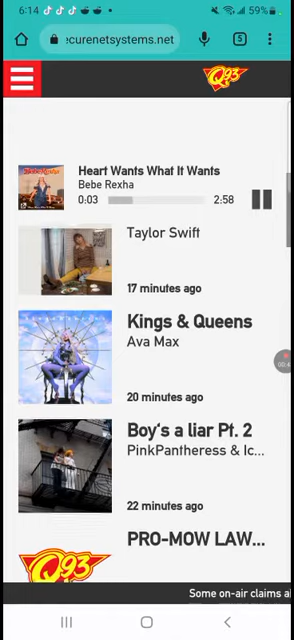 6:14
59%
ecurenetsystems.net
5
Q93
BeBe Rexha
Heart Wants What It Wants
Bebe Rexha
0:03
2:58
Taylor Swift
17 minutes ago
Kings & Queens
Ava Max
20 minutes ago
Boy's a liar Pt. 2
PinkPantheress & Ic...
22 minutes ago
PRO-MOW LAW...
Q93
Some on-air claims a